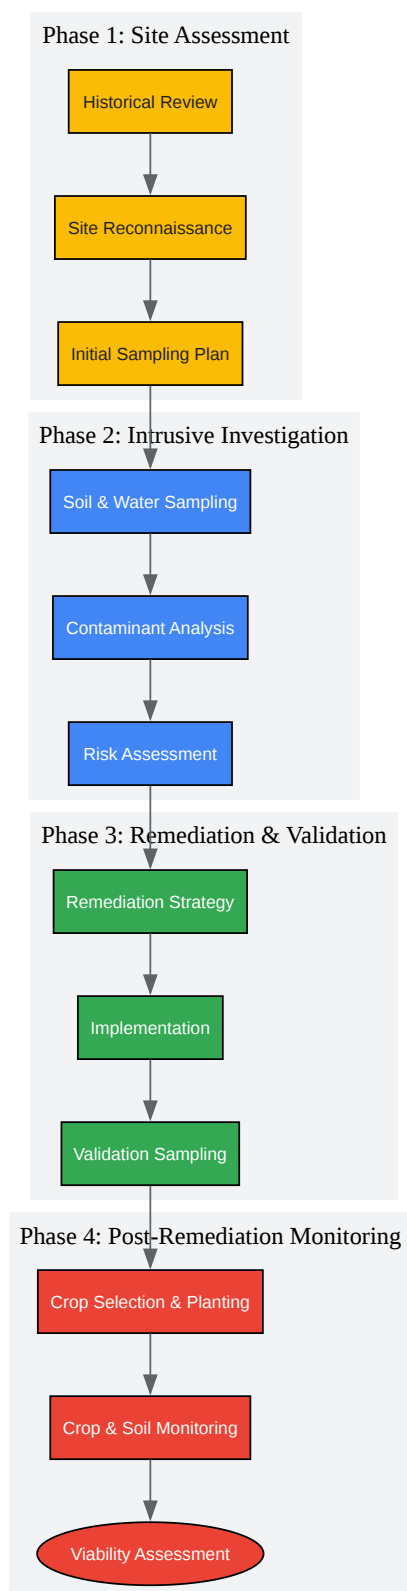 Phase 1: Site Assessment
Historical Review
Site Reconnaissance
Initial Sampling Plan
Phase 2: Intrusive Investigation
Soil & Water Sampling
Contaminant Analysis
Risk Assessment
Phase 3: Remediation & Validation
Remediation Strategy
Implementation
Validation Sampling
Phase 4: Post-Remediation Monitoring
Crop Selection & Planting
Crop & Soil Monitoring
Viability Assessment